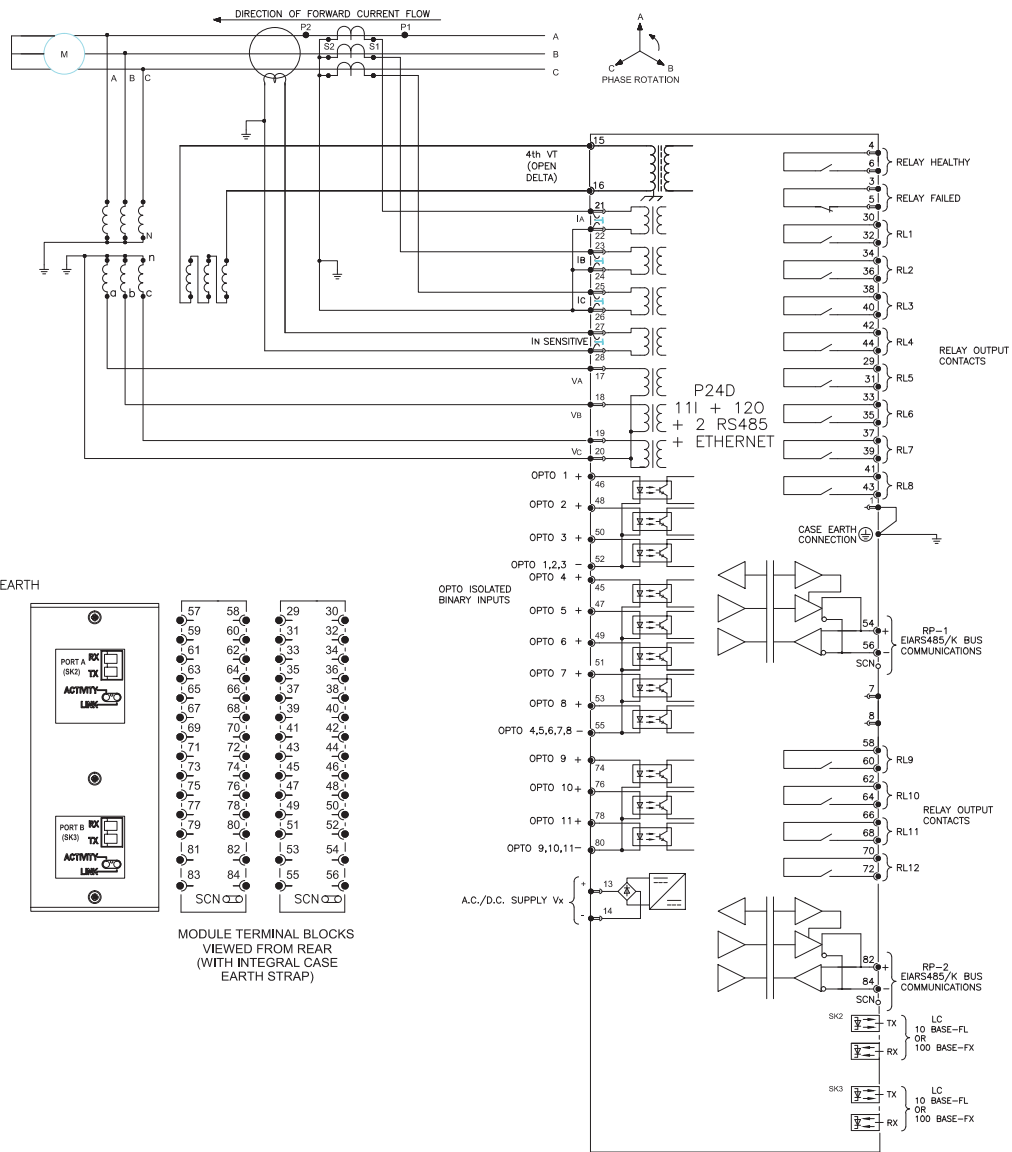 DIRECTION OF FORWARD CURRENT FLOW
P2
P1
S2
S1
A
B
C
M
A B C
A
C
B
PHASE ROTATION
N
n
a
b
c
4th VT
(OPEN
DELTA)
15
16
IA
21
22
IB
23
24
IC
25
26
27
IN SENSITIVE
28
VA
17
VB
18
19
VC
20
P24D
11I + 12O
+ 2 RS485
+ ETHERNET
OPTO 1 +
46
OPTO 2 +
48
OPTO 3 +
50
OPTO 1,2,3 -
52
OPTO 4 +
45
OPTO 5 +
47
OPTO 6 +
49
OPTO 7 +
51
OPTO 8 +
53
OPTO 4,5,6,7,8 -
55
OPTO 9 +
74
OPTO 10+
76
OPTO 11+
78
OPTO 9,10,11-
80
OPTO ISOLATED
BINARY INPUTS
A.C./D.C. SUPPLY Vx
+
13
-
14
4
6
RELAY HEALTHY
3
5
RELAY FAILED
30
32
RL1
34
36
RL2
38
40
RL3
42
44
RL4
29
31
RL5
33
35
RL6
37
39
RL7
41
43
RL8
RELAY OUTPUT
CONTACTS
1
CASE EARTH
CONNECTION
54
+
56
-
SCN
RP-1
EIARS485/K BUS
COMMUNICATIONS
7
8
58
60
RL9
62
64
RL10
66
68
RL11
70
72
RL12
RELAY OUTPUT
CONTACTS
82
+
84
-
SCN
RP-2
EIARS485/K BUS
COMMUNICATIONS
SK2
TX
RX
LC
10 BASE-FL
OR
100 BASE-FX
SK3
TX
RX
LC
10 BASE-FL
OR
100 BASE-FX
EARTH
PORT A
(SK2)
RX
TX
ACTIVITY
LINK
PORT B
(SK3)
RX
TX
ACTIVITY
LINK
57 58 29 30
59 60 31 32
61 62 33 34
63 64 35 36
65 66 37 38
67 68 39 40
69 70 41 42
71 72 43 44
73 74 45 46
75 76 47 48
77 78 49 50
79 80 51 52
81 82 53 54
83 84 55 56
SCN SCN
MODULE TERMINAL BLOCKS
VIEWED FROM REAR
(WITH INTEGRAL CASE
EARTH STRAP)